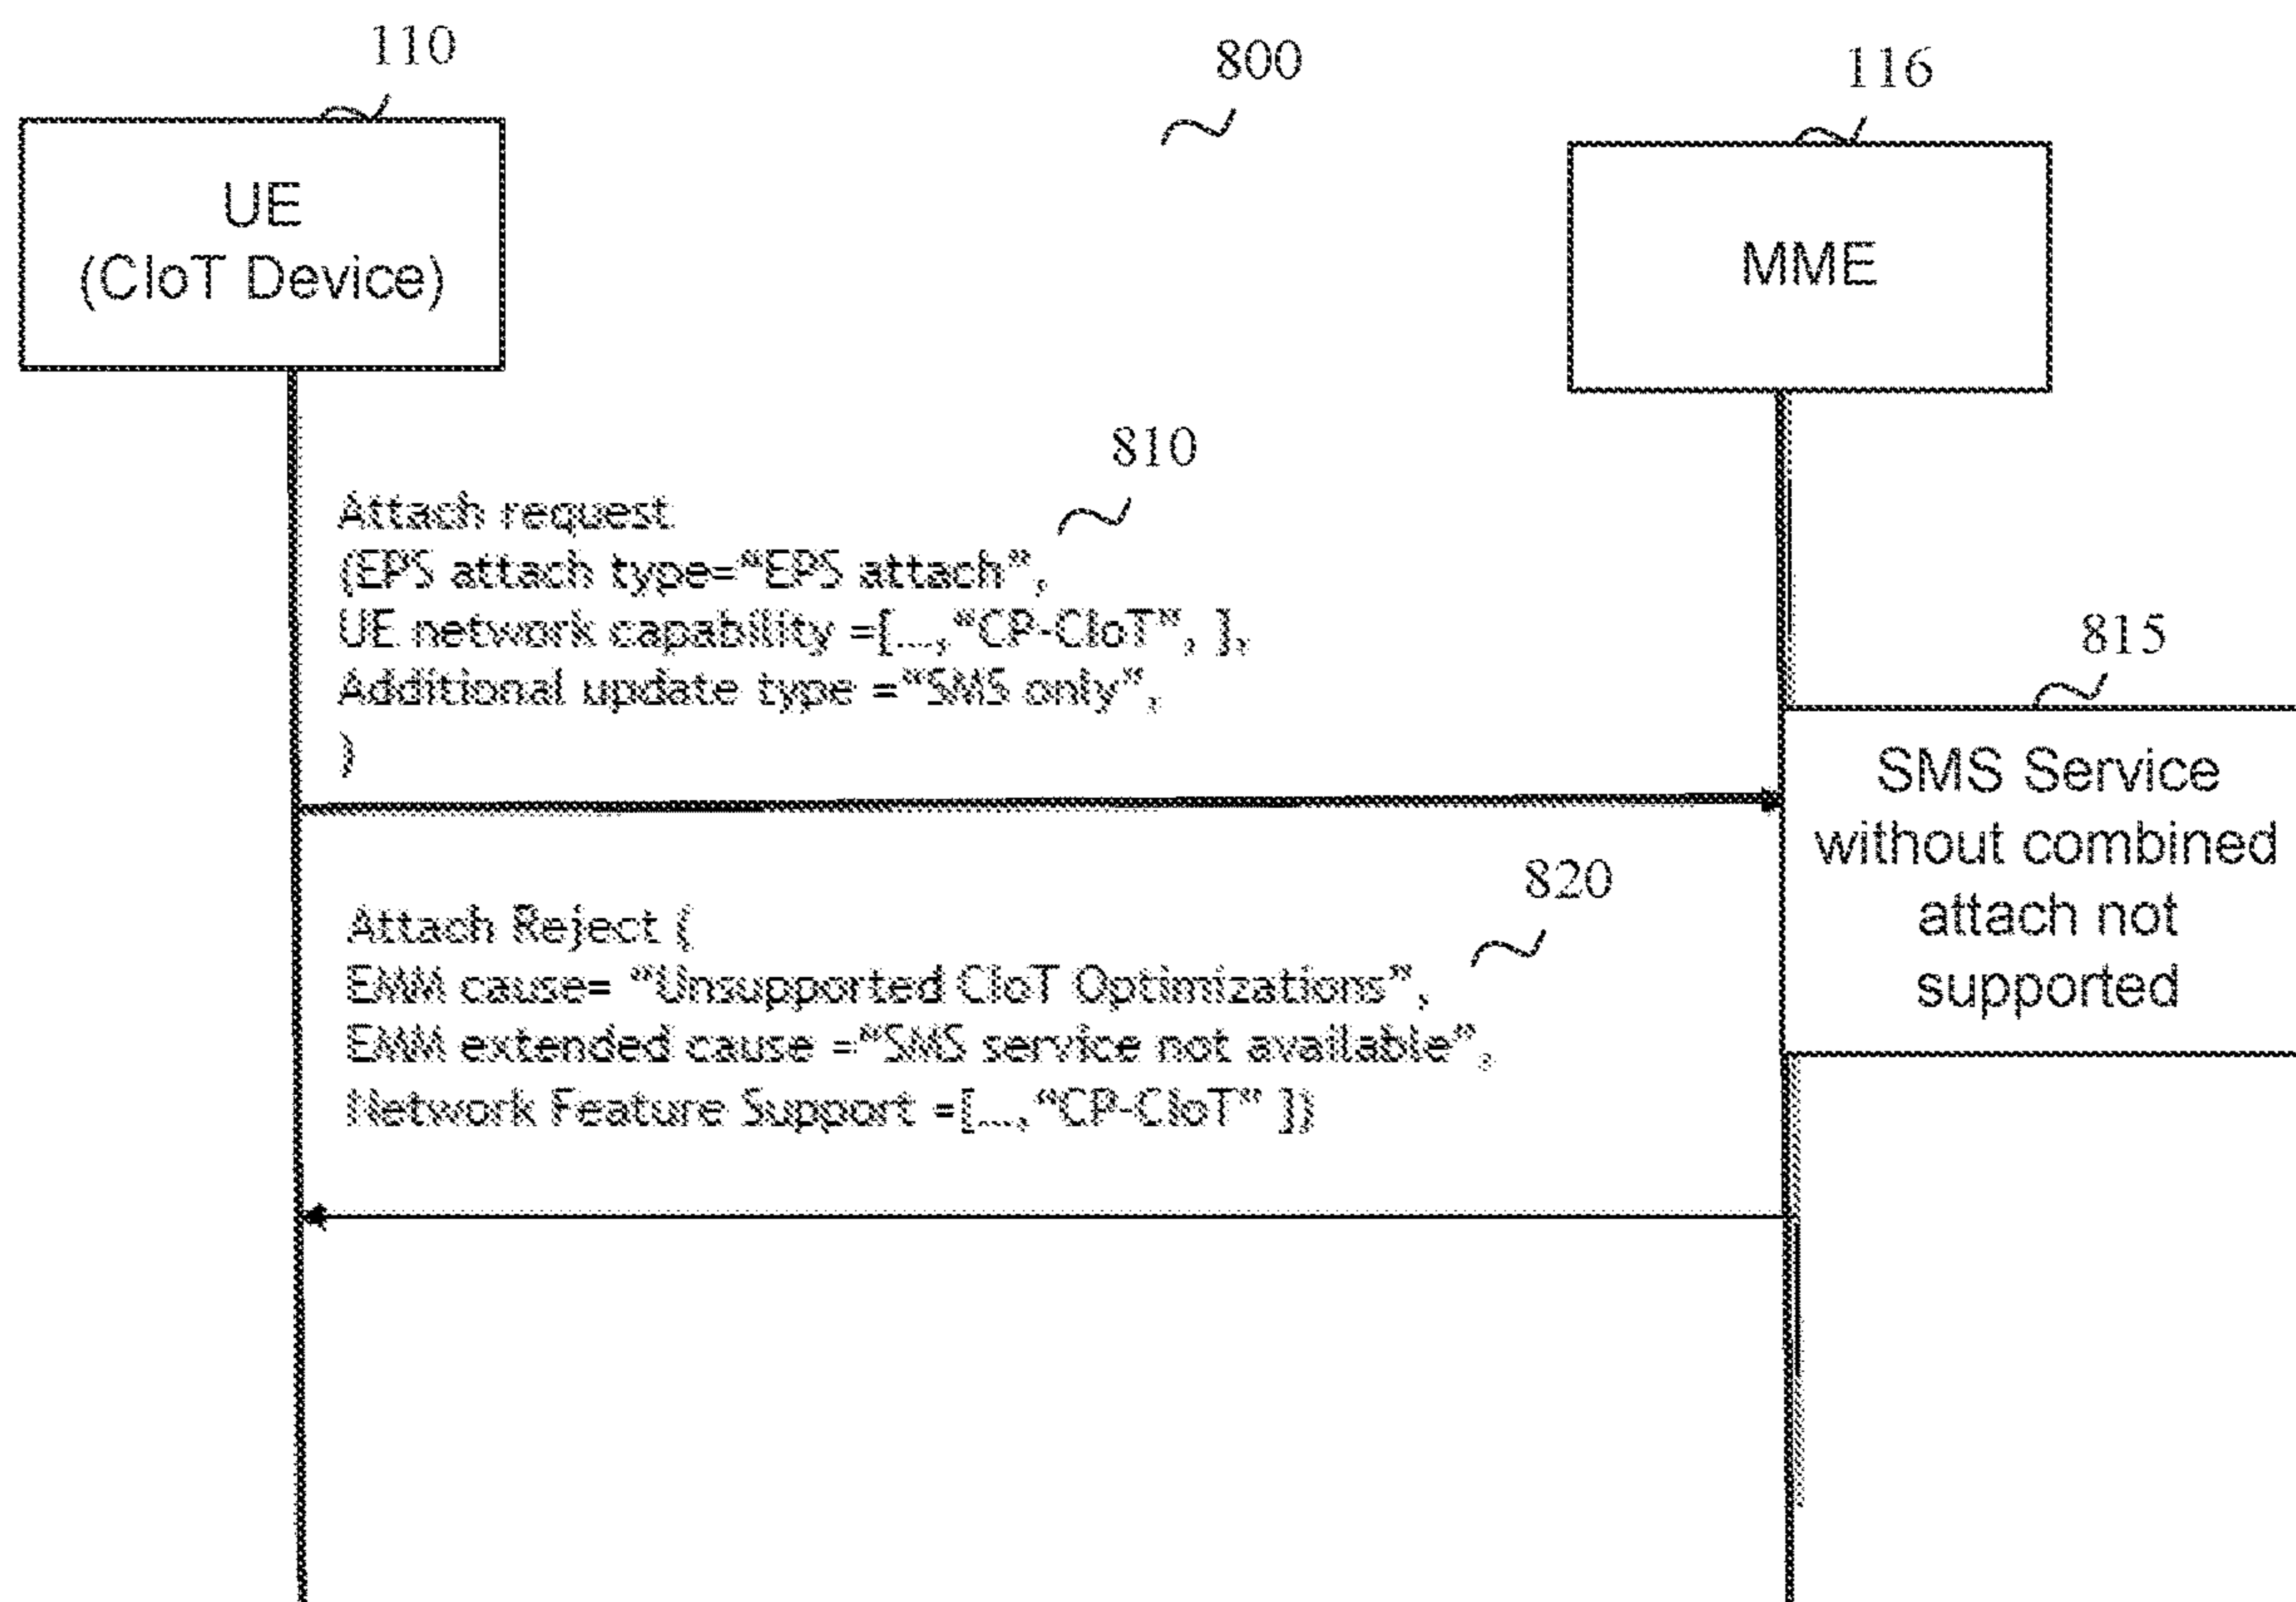 110
800
116
UE
(CIoT Device)
MME
810
Attach request
(EPS attach type="EPS attach",
UE network capability =[...,"CP-CIoT", ],
Additional update type ="SMS only",
)
815
SMS Service
without combined
attach not
supported
820
Attach Reject (
EMM cause= "Unsupported CIoT Optimizations",
EMM extended cause ="SMS service not available",
Network Feature Support =[...,"CP-CIoT" ])